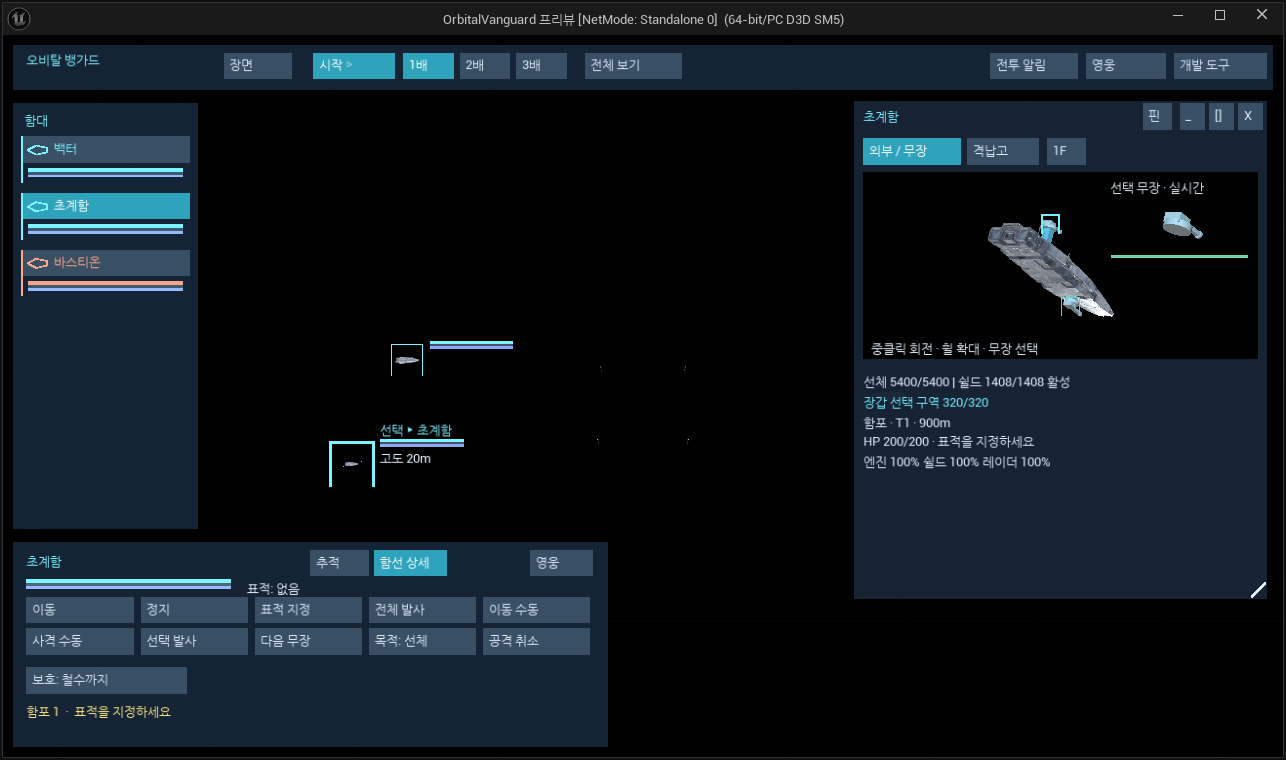 OrbitalVanguard 프리뷰 [NetMode: Standalone 0] (64-bit/PC D3D SM5)
오비탈 뱅가드
장면
시작 ▶
1배
2배
3배
전체 보기
전투 알림
영웅
개발 도구
함대
백터
초계함
바스티온
선택 ▶ 초계함
고도 20m
초계함
핀
_
[]
X
외부 / 무장
격납고
1F
선택 무장 · 실시간
중클릭 회전 · 휠 확대 · 무장 선택
선체 5400/5400 | 쉴드 1408/1408 활성
장갑 선택 구역 320/320
함포 · T1 · 900m
HP 200/200 · 표적을 지정하세요
엔진 100% 쉴드 100% 레이더 100%
초계함
추적
함선 상세
영웅
표적: 없음
이동
정지
표적 지정
전체 발사
이동 수동
사격 수동
선택 발사
다음 무장
목적: 선체
공격 취소
보호: 철수까지
함포 1 · 표적을 지정하세요